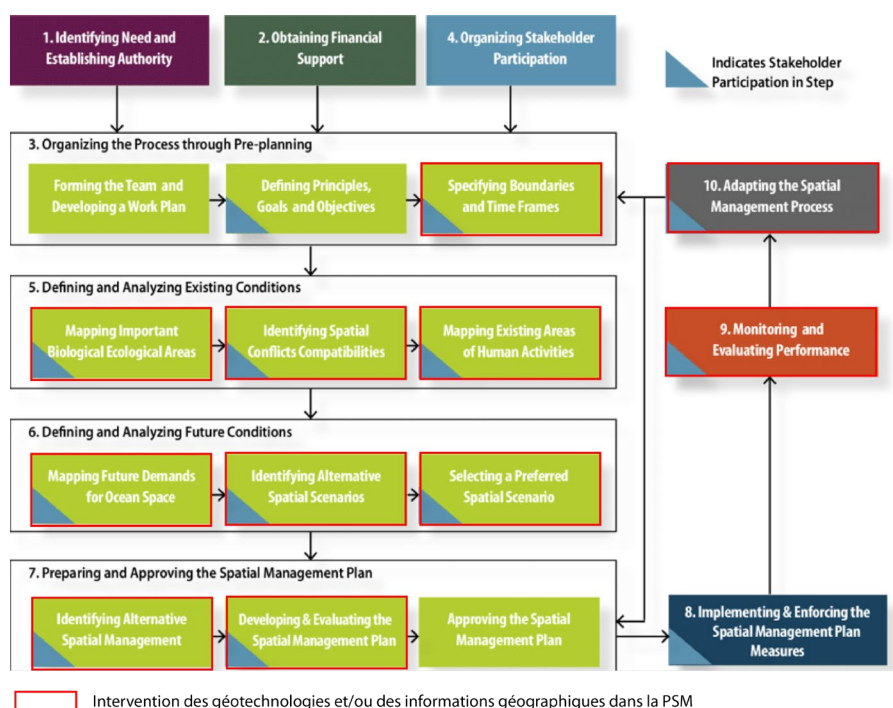 1. Identifying Need and
Establishing Authority
2. Obtaining Financial
Support
4. Organizing Stakeholder
Participation
Indicates Stakeholder
Participation in Step
3. Organizing the Process through Pre-planning
Forming the Team and
Developing a Work Plan
Defining Principles,
Goals and Objectives
Specifying Boundaries
and Time Frames
10. Adapting the Spatial
Management Process
5. Defining and Analyzing Existing Conditions
Mapping Important
Biological Ecological Areas
Identifying Spatial
Conflicts Compatibilities
Mapping Existing Areas
of Human Activities
9. Monitoring and
Evaluating Performance
6. Defining and Analyzing Future Conditions
Mapping Future Demands
for Ocean Space
Identifying Alternative
Spatial Scenarios
Selecting a Preferred
Spatial Scenario
7. Preparing and Approving the Spatial Management Plan
Identifying Alternative
Spatial Management
Developing & Evaluating the
Spatial Management Plan
Approving the Spatial
Management Plan
8. Implementing & Enforcing the
Spatial Management Plan
Measures
Intervention des géotechnologies et/ou des informations géographiques dans la PSM